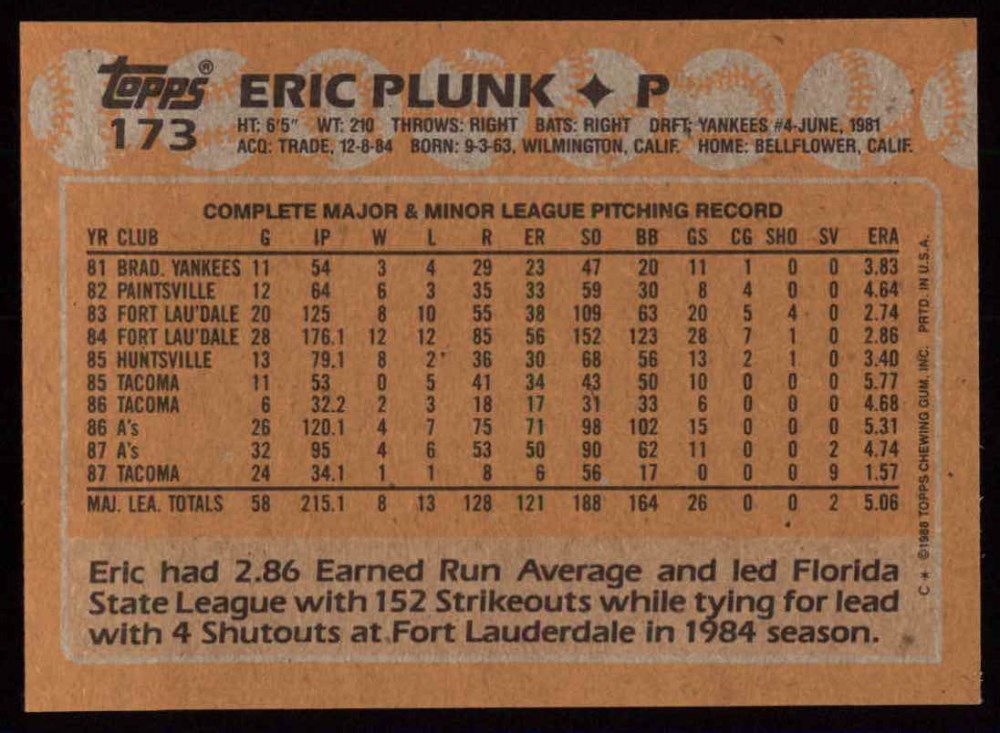 topps® ERIC PLUNK ✦ P
173 HT: 6'5" WT: 210 THROWS: RIGHT BATS: RIGHT DRFT: YANKEES #4-JUNE, 1981
ACQ: TRADE, 12-8-84 BORN: 9-3-63, WILMINGTON, CALIF. HOME: BELLFLOWER, CALIF.
COMPLETE MAJOR & MINOR LEAGUE PITCHING RECORD
YR CLUB G IP W L R ER SO BB GS CG SHO SV ERA
81 BRAD. YANKEES 11 54 3 4 29 23 47 20 11 1 0 0 3.83
82 PAINTSVILLE 12 64 6 3 35 33 59 30 8 4 0 0 4.64
83 FORT LAU'DALE 20 125 8 10 55 38 109 63 20 5 4 0 2.74
84 FORT LAU'DALE 28 176.1 12 12 85 56 152 123 28 7 1 0 2.86
85 HUNTSVILLE 13 79.1 8 2 36 30 68 56 13 2 1 0 3.40
85 TACOMA 11 53 0 5 41 34 43 50 10 0 0 0 5.77
86 TACOMA 6 32.2 2 3 18 17 31 33 6 0 0 0 4.68
86 A's 26 120.1 4 7 75 71 98 102 15 0 0 0 5.31
87 A's 32 95 4 6 53 50 90 62 11 0 0 2 4.74
87 TACOMA 24 34.1 1 1 8 6 56 17 0 0 0 9 1.57
MAJ. LEA. TOTALS 58 215.1 8 13 128 121 188 164 26 0 0 2 5.06
Eric had 2.86 Earned Run Average and led Florida
State League with 152 Strikeouts while tying for lead
with 4 Shutouts at Fort Lauderdale in 1984 season.
C* ©1988 TOPPS CHEWING GUM, INC. PRTD. IN U.S.A.